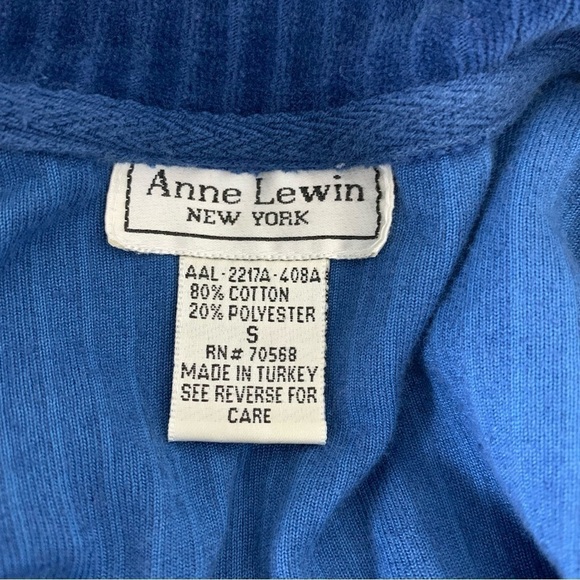 Anne Lewin
NEW YORK
AAL-2217A-408A
80% COTTON
20% POLYESTER
S
RN# 70568
MADE IN TURKEY
SEE REVERSE FOR
CARE